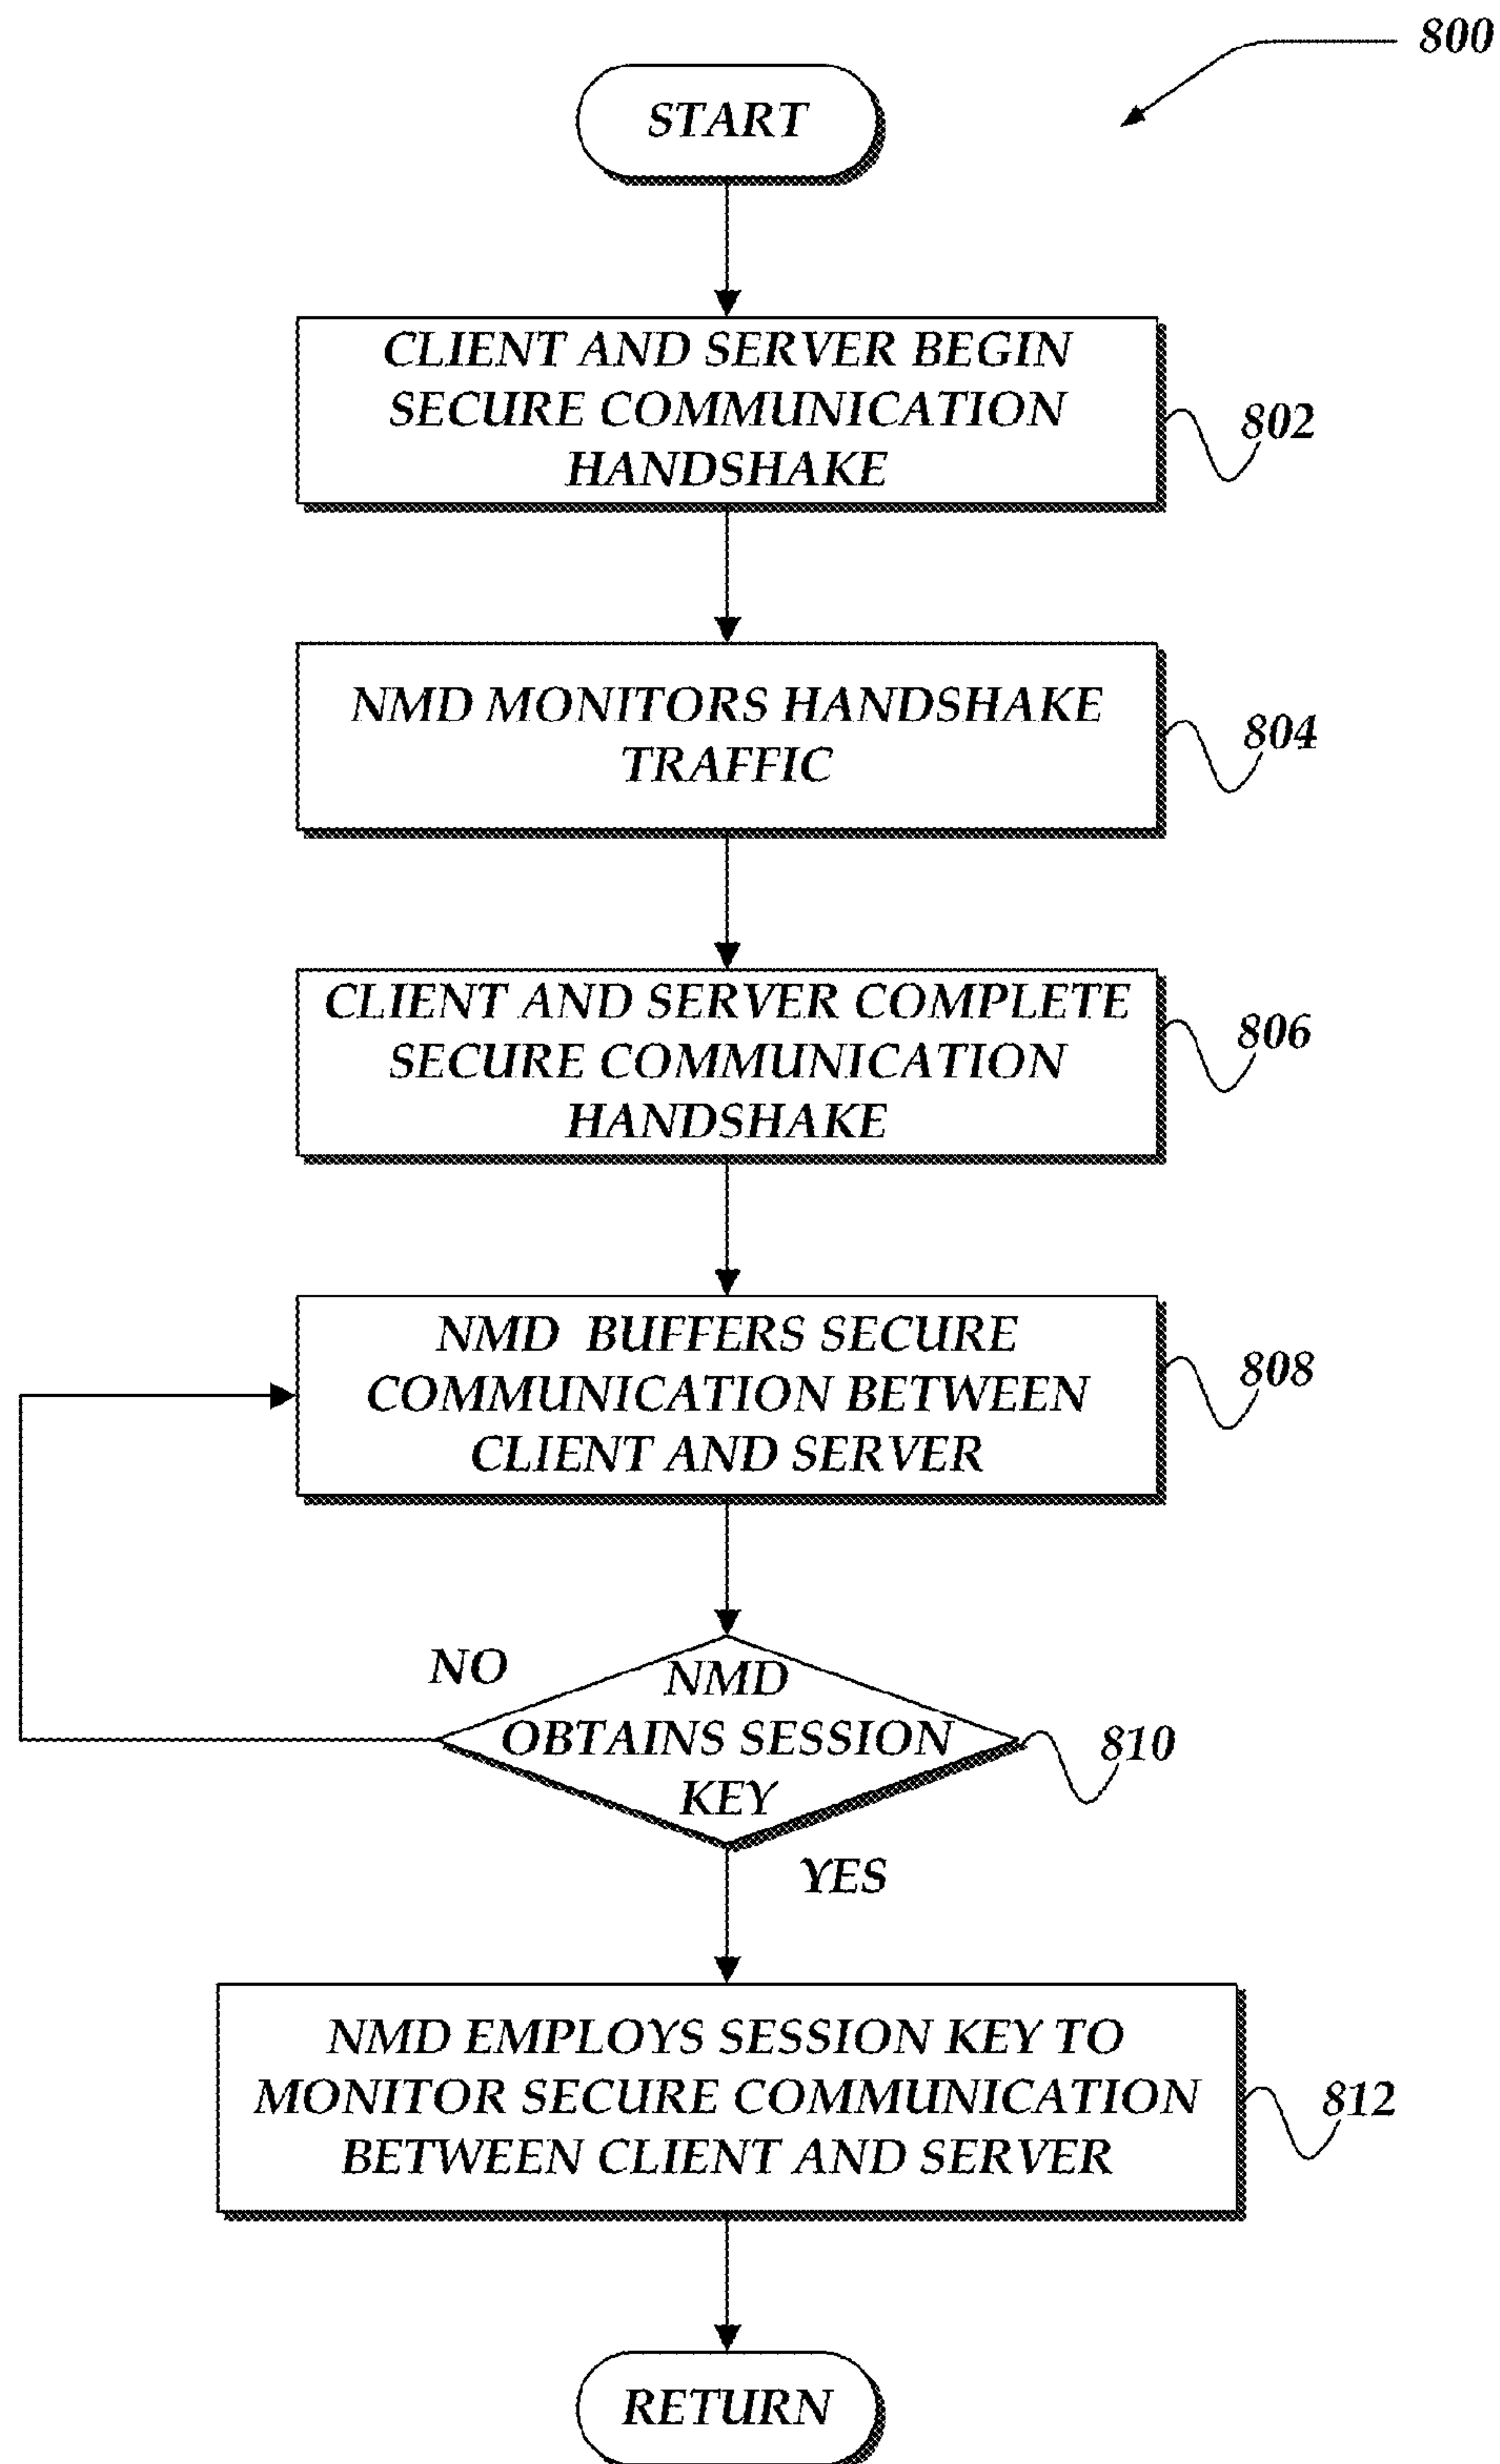 800
START
CLIENT AND SERVER BEGIN
SECURE COMMUNICATION
HANDSHAKE
802
NMD MONITORS HANDSHAKE
TRAFFIC
804
CLIENT AND SERVER COMPLETE
SECURE COMMUNICATION
HANDSHAKE
806
NMD BUFFERS SECURE
COMMUNICATION BETWEEN
CLIENT AND SERVER
808
NO
NMD
OBTAINS SESSION
KEY
810
YES
NMD EMPLOYS SESSION KEY TO
MONITOR SECURE COMMUNICATION
BETWEEN CLIENT AND SERVER
812
RETURN